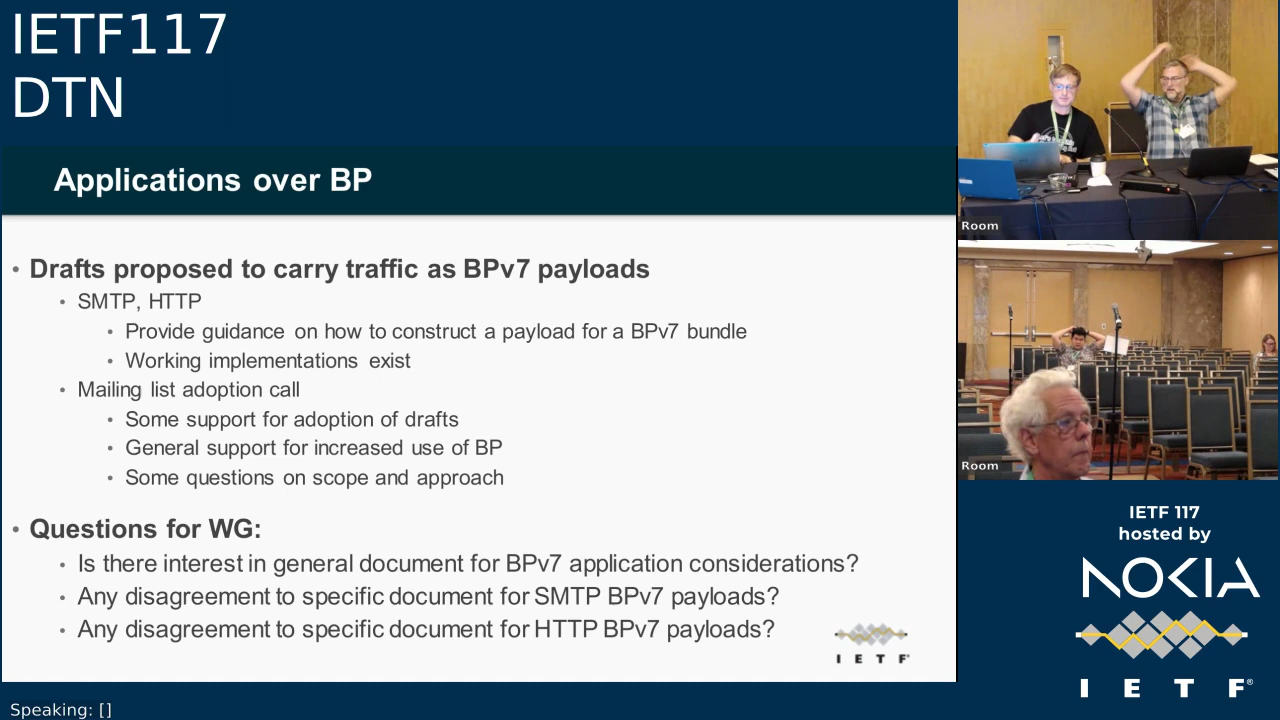 IETF117
DTN
Applications over BP
• Drafts proposed to carry traffic as BPv7 payloads
• SMTP, HTTP
• Provide guidance on how to construct a payload for a BPv7 bundle
• Working implementations exist
• Mailing list adoption call
• Some support for adoption of drafts
• General support for increased use of BP
• Some questions on scope and approach
• Questions for WG:
• Is there interest in general document for BPv7 application considerations?
• Any disagreement to specific document for SMTP BPv7 payloads?
• Any disagreement to specific document for HTTP BPv7 payloads?
I E T F®
Speaking: []
Room
Room
IETF 117
hosted by
NOKIA
I E T F®